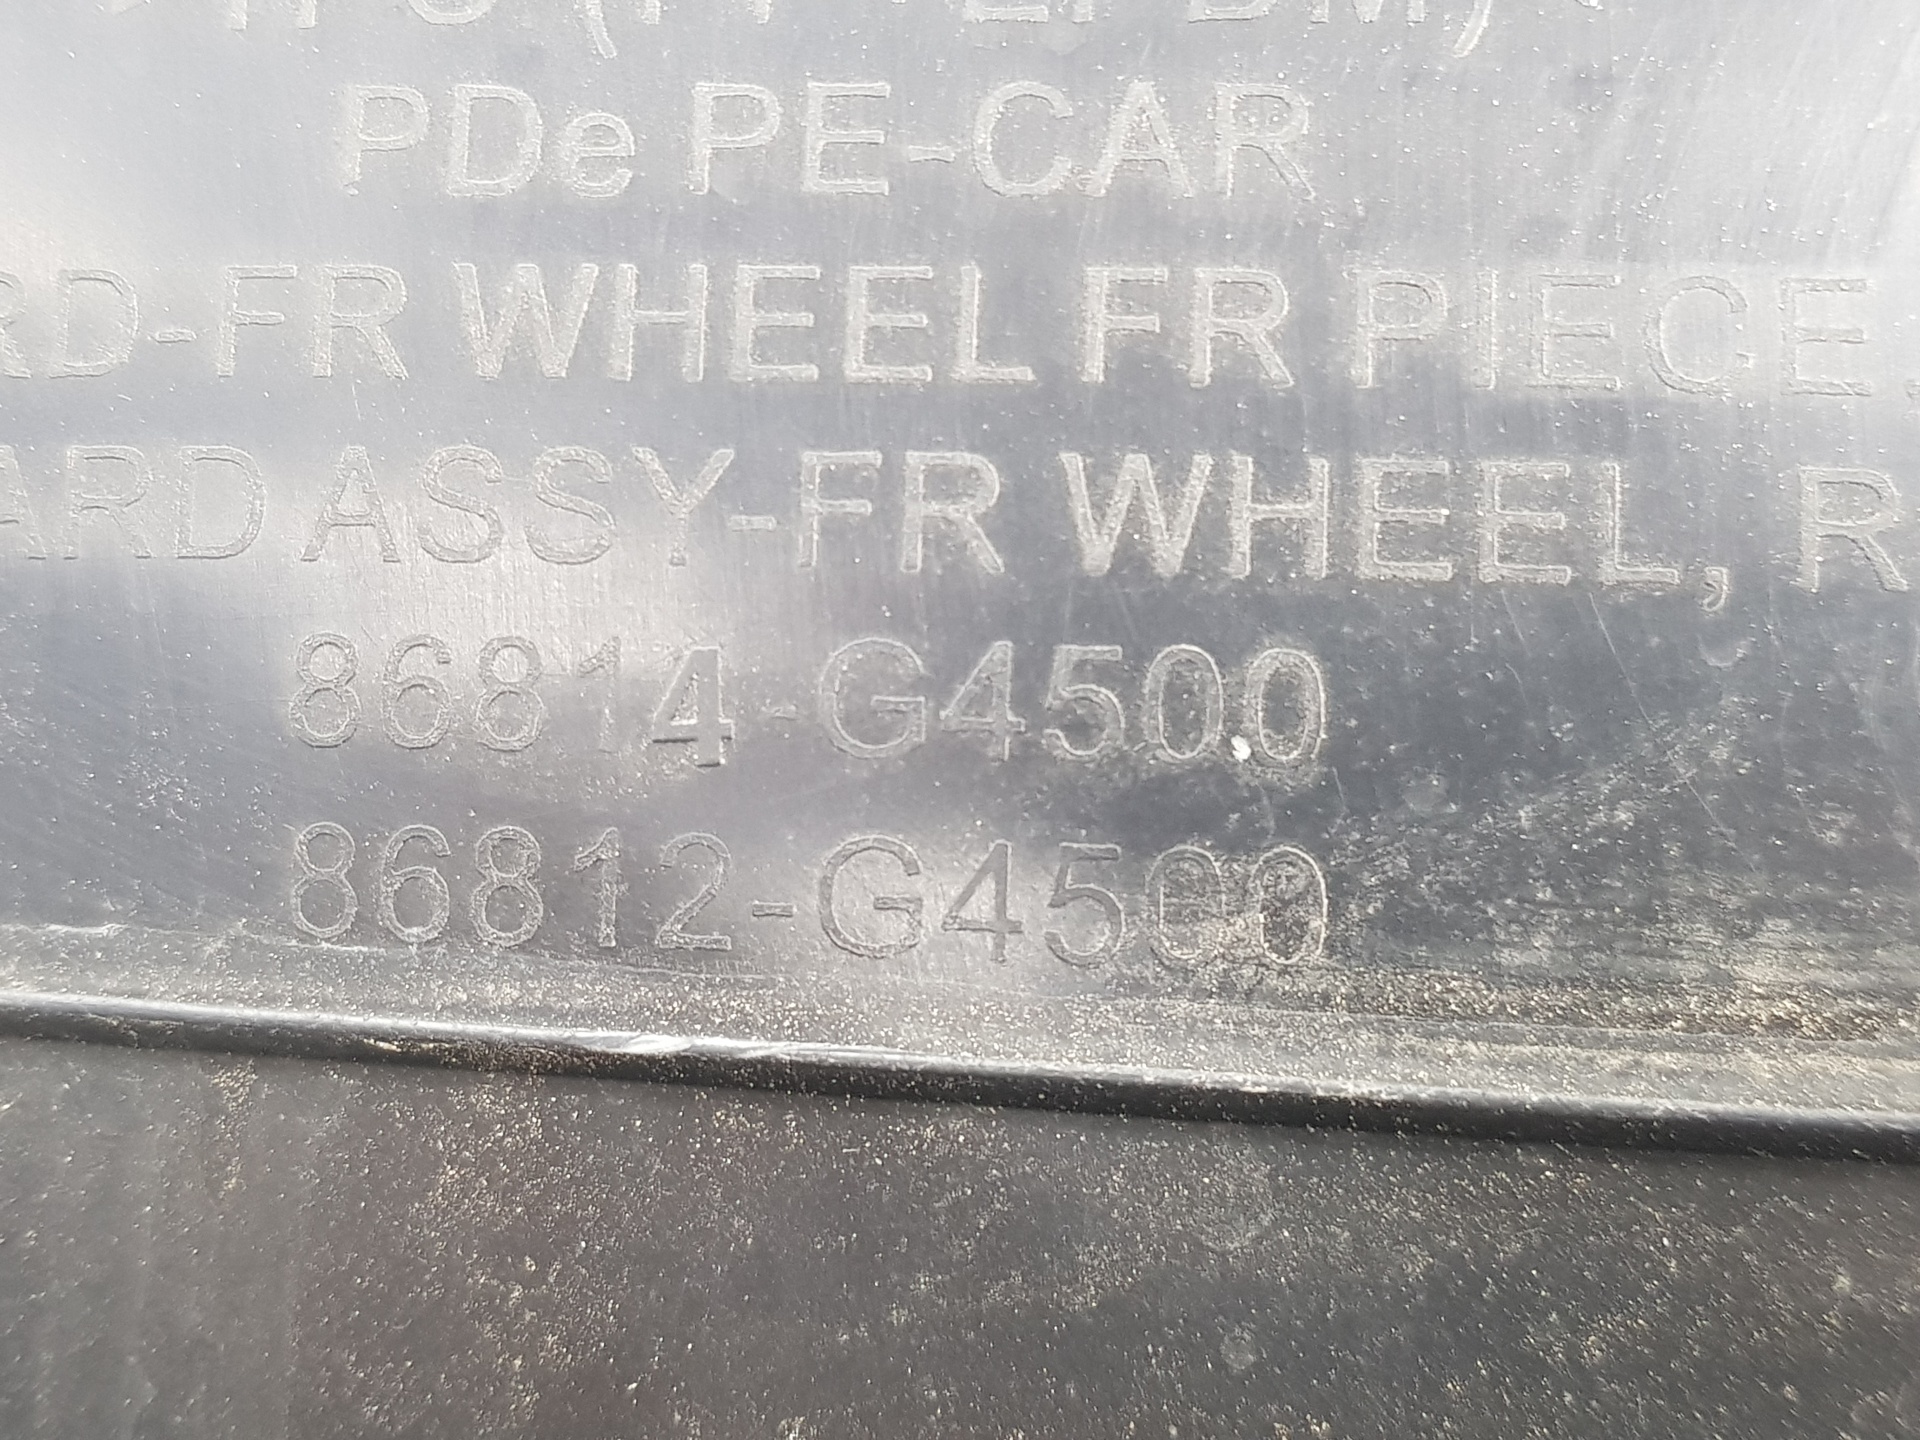 PDe PE-CAR
RD-FR WHEEL FR PIECE,
ARD ASSY-FR WHEEL, R
86814-G4500
86812-G4500